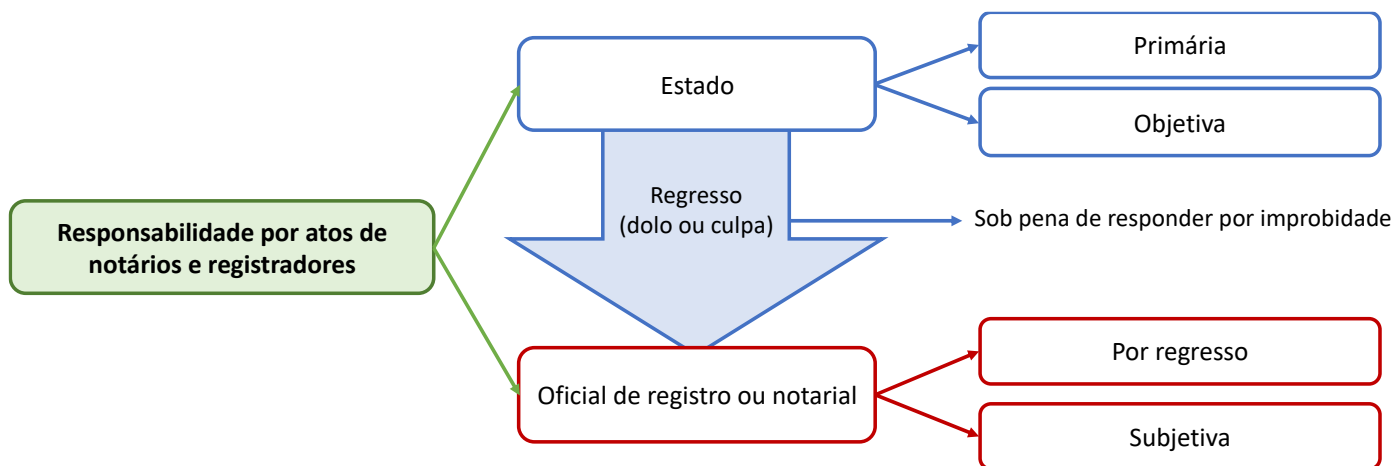 Responsabilidade por atos de
notários e registradores
Estado
Primária
Objetiva
Regresso
(dolo ou culpa)
Sob pena de responder por improbidade
Oficial de registro ou notarial
Por regresso
Subjetiva